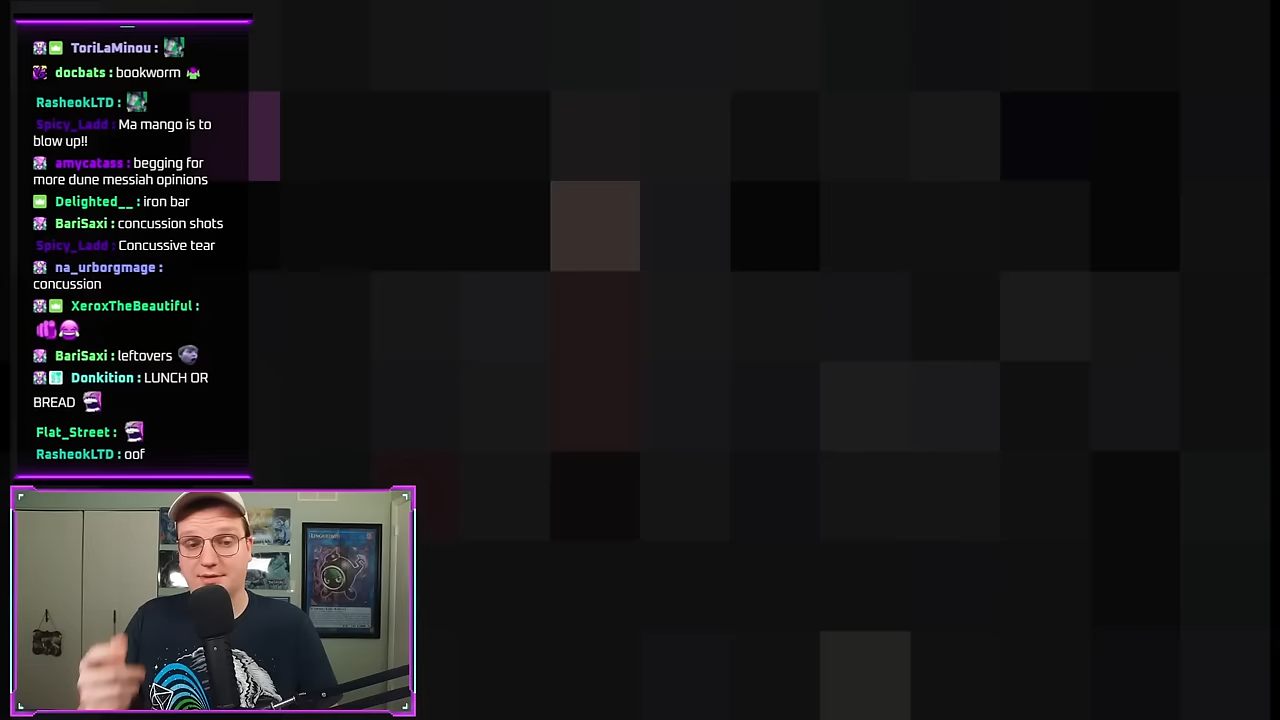 ToriLaMinou :
docbats : bookworm
RasheokLTD :
Spicy_Ladd : Ma mango is to
blow up!!
amycatass : begging for
more dune messiah opinions
Delighted__ : iron bar
BariSaxi : concussion shots
Spicy_Ladd : Concussive tear
na_urborgmage :
concussion
XeroxTheBeautiful :
BariSaxi : leftovers
Donkition : LUNCH OR
BREAD
Flat_Street :
RasheokLTD : oof